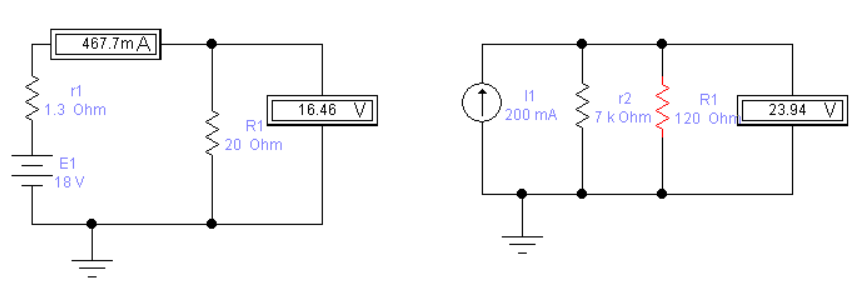 467.7m A
r1
1.3 Ohm
E1
18 V
R1
20 Ohm
16.46 V
I1
200 mA
r2
7 k Ohm
R1
120 Ohm
23.94 V